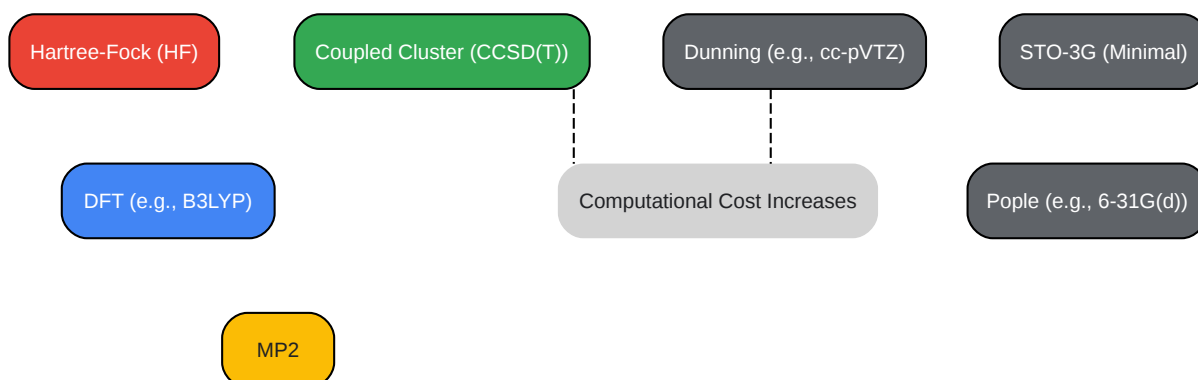 Hartree-Fock (HF)
Coupled Cluster (CCSD(T))
Dunning (e.g., cc-pVTZ)
STO-3G (Minimal)
DFT (e.g., B3LYP)
Computational Cost Increases
Pople (e.g., 6-31G(d))
MP2